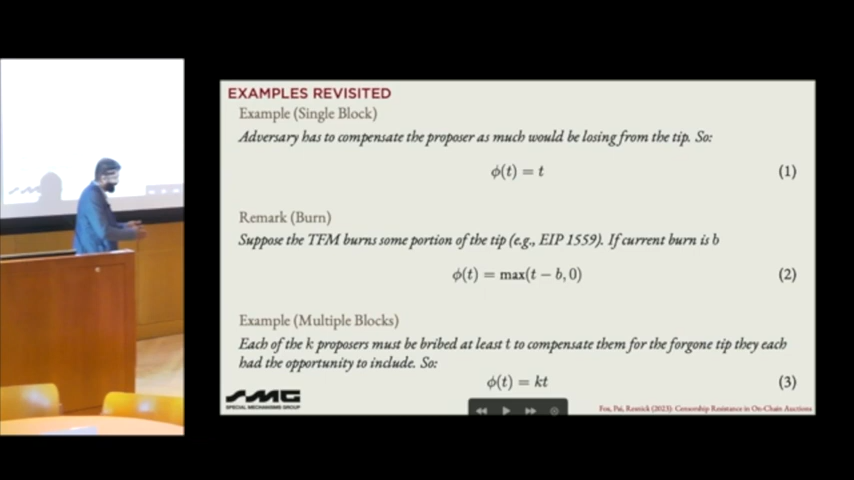 EXAMPLES REVISITED
Example (Single Block)
Adversary has to compensate the proposer as much would be losing from the tip. So:
ϕ(t) = t (1)
Remark (Burn)
Suppose the TFM burns some portion of the tip (e.g., EIP 1559). If current burn is b
ϕ(t) = max(t − b, 0) (2)
Example (Multiple Blocks)
Each of the k proposers must be bribed at least t to compensate them for the forgone tip they each
had the opportunity to include. So:
ϕ(t) = kt (3)
SMG
SPECIAL MECHANISMS GROUP
Fox, Pai, Resnick (2023): Censorship Resistance in On-Chain Auctions